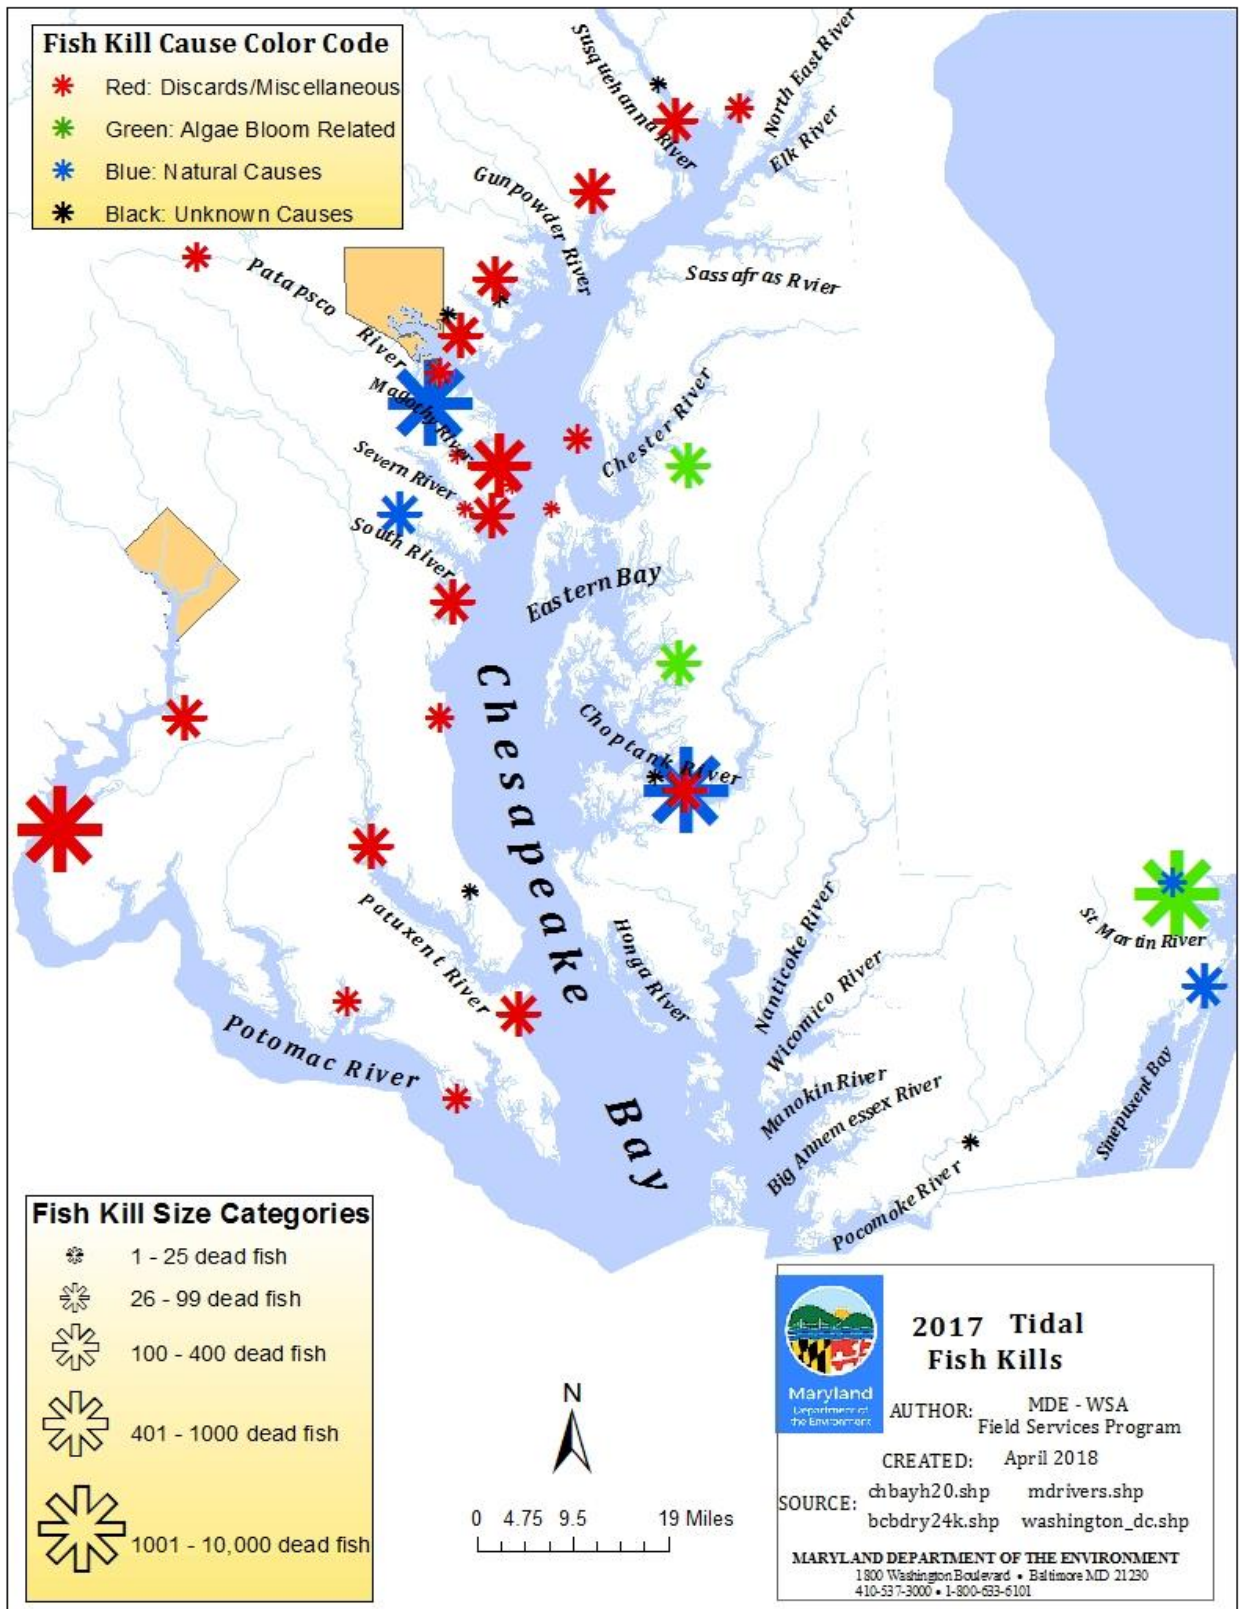 Fish Kill Cause Color Code
Red: Discards/Miscellaneous
Green: Algae Bloom Related
Blue: Natural Causes
Black: Unknown Causes
Susquehanna River
North East River
Elk River
Gunpowder River
Sassafras Rvier
Patapsco River
Magothy River
Chester River
Severn River
South River
Eastern Bay
Chesapeake Bay
Choptank River
Patuxent River
Honga River
Nanticoke River
Wicomico River
St Martin River
Potomac River
Manokin River
Big Annemessex River
Sinepuxent Bay
Pocomoke River
Fish Kill Size Categories
1 - 25 dead fish
26 - 99 dead fish
100 - 400 dead fish
401 - 1000 dead fish
1001 - 10,000 dead fish
N
0 4.75 9.5 19 Miles
Maryland
Department of
the Environment
2017 Tidal
Fish Kills
AUTHOR: MDE - WSA
Field Services Program
CREATED: April 2018
SOURCE: chbayh20.shp mdrivers.shp
bcbdry24k.shp washington_dc.shp
MARYLAND DEPARTMENT OF THE ENVIRONMENT
1800 Washington Boulevard • Baltimore MD 21230
410-537-3000 • 1-800-633-6101